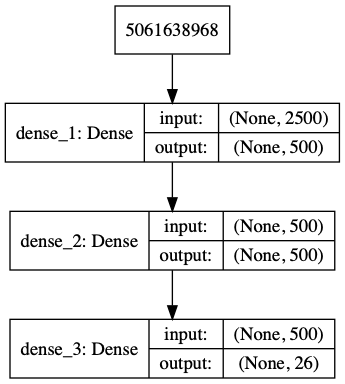 5061638968
dense_1: Dense
input:
(None, 2500)
output:
(None, 500)
dense_2: Dense
input:
(None, 500)
output:
(None, 500)
dense_3: Dense
input:
(None, 500)
output:
(None, 26)